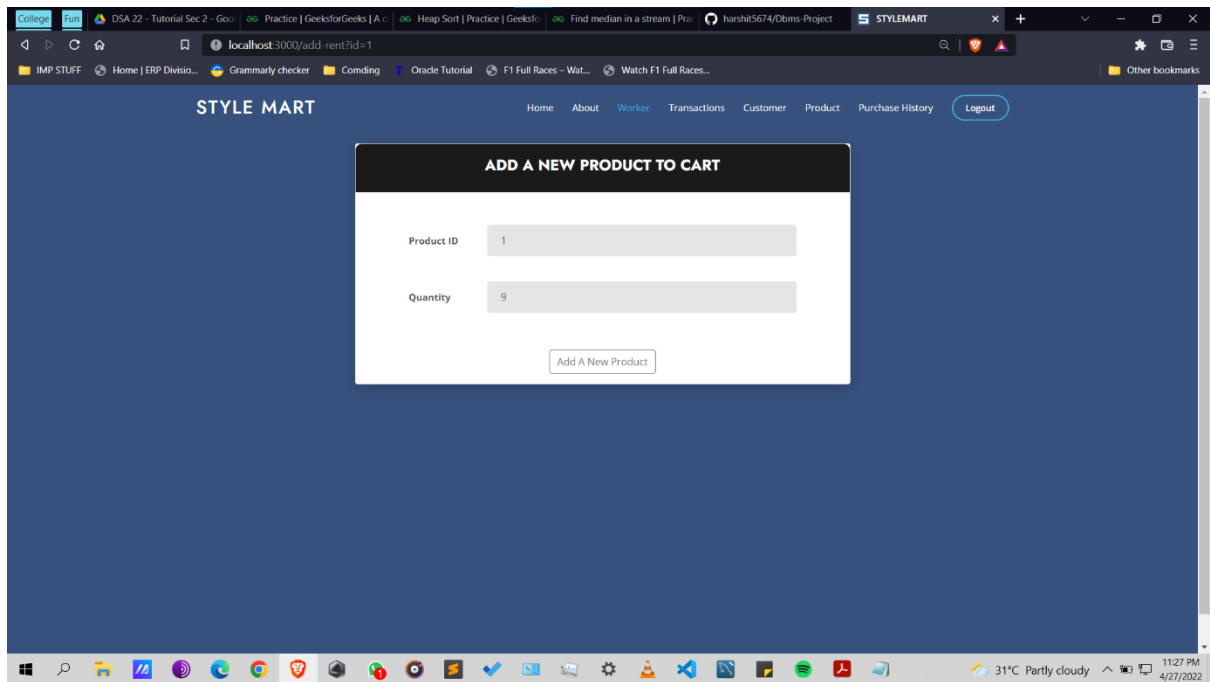 College Fun DSA 22 - Tutorial Sec 2 - Goo Practice | GeeksforGeeks | A c Heap Sort | Practice | Geeksfo Find median in a stream | Prac harshit5674/Dbms-Project STYLEMART
localhost:3000/add-rent?id=1
IMP STUFF Home | ERP Divisio... Grammarly checker Comding Oracle Tutorial F1 Full Races – Wat... Watch F1 Full Races... Other bookmarks
STYLE MART Home About Worker Transactions Customer Product Purchase History Logout
ADD A NEW PRODUCT TO CART
Product ID 1
Quantity 9
Add A New Product
31°C Partly cloudy 11:27 PM
4/27/2022